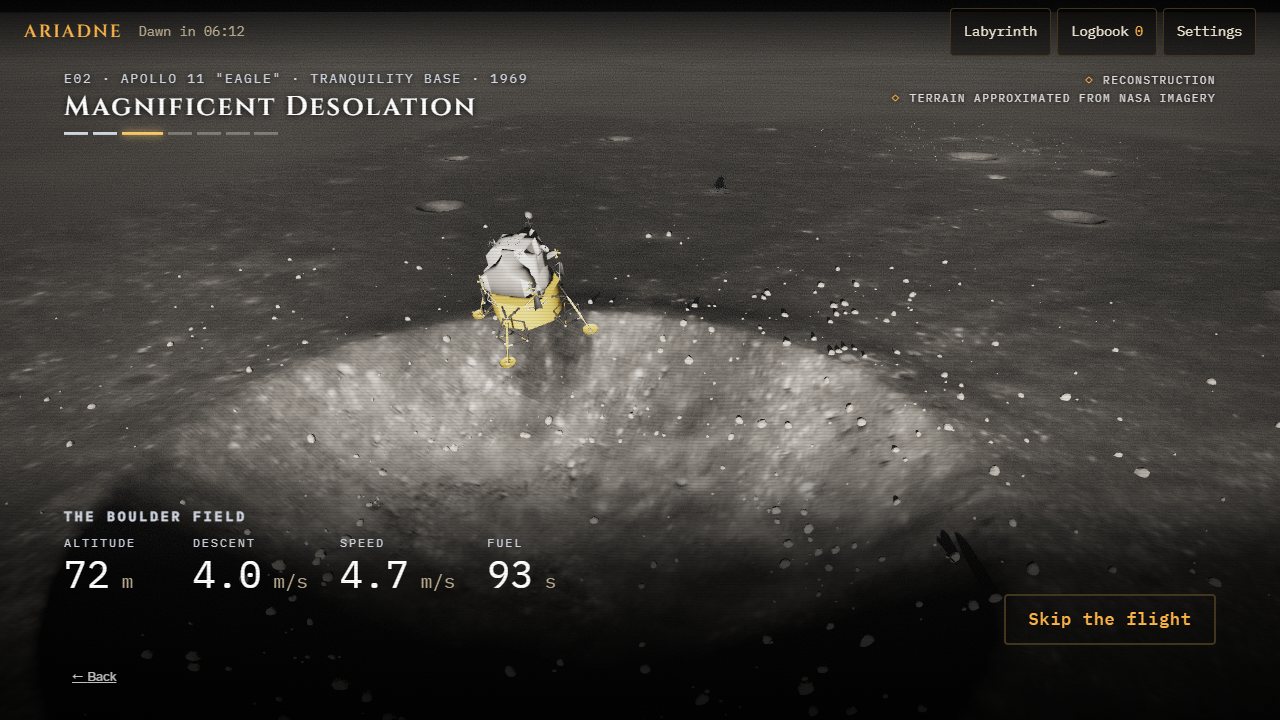 ARIADNE Dawn in 06:12 Labyrinth Logbook 0 Settings
E02 · APOLLO 11 "EAGLE" · TRANQUILITY BASE · 1969
MAGNIFICENT DESOLATION
◇ RECONSTRUCTION
◇ TERRAIN APPROXIMATED FROM NASA IMAGERY
THE BOULDER FIELD
ALTITUDE DESCENT SPEED FUEL
72 m 4.0 m/s 4.7 m/s 93 s
Skip the flight
← Back